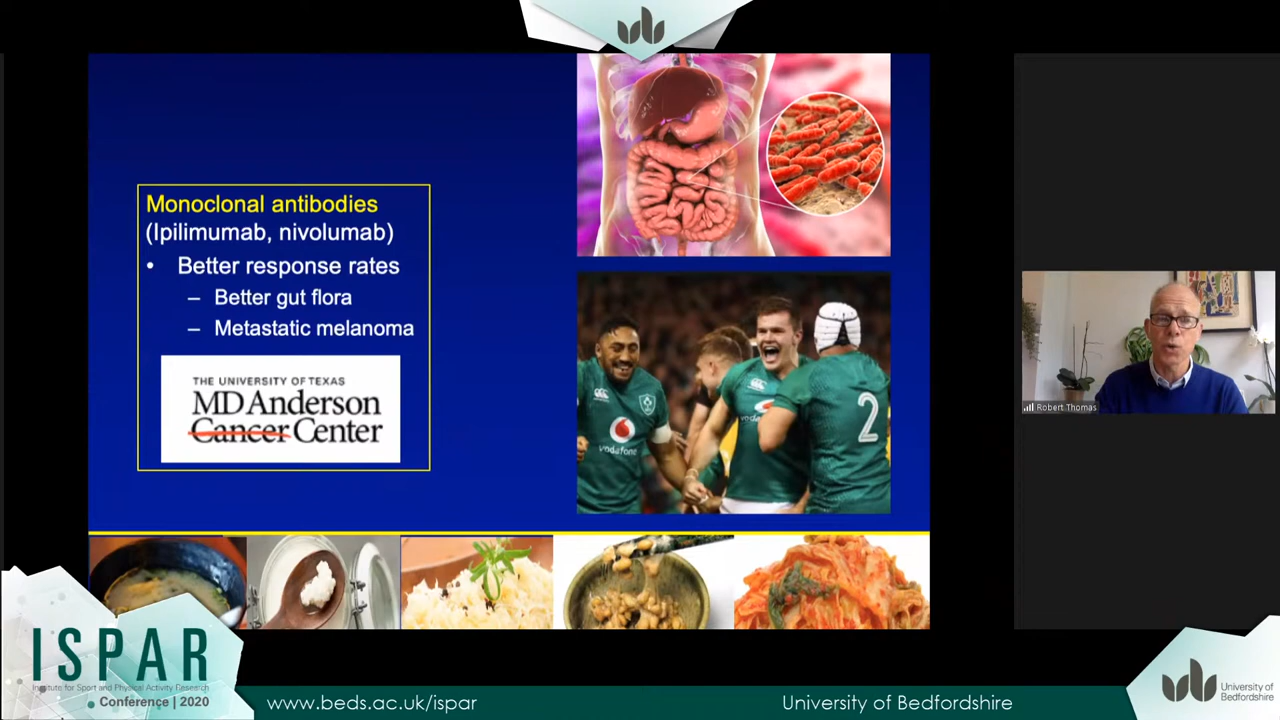 Monoclonal antibodies
(Ipilimumab, nivolumab)
• Better response rates
– Better gut flora
– Metastatic melanoma
THE UNIVERSITY OF TEXAS
MD Anderson
Cancer Center
vodafone
2
Robert Thomas
ISPAR
Institute for Sport and Physical Activity Research
Conference | 2020
www.beds.ac.uk/ispar
University of Bedfordshire
University of
Bedfordshire